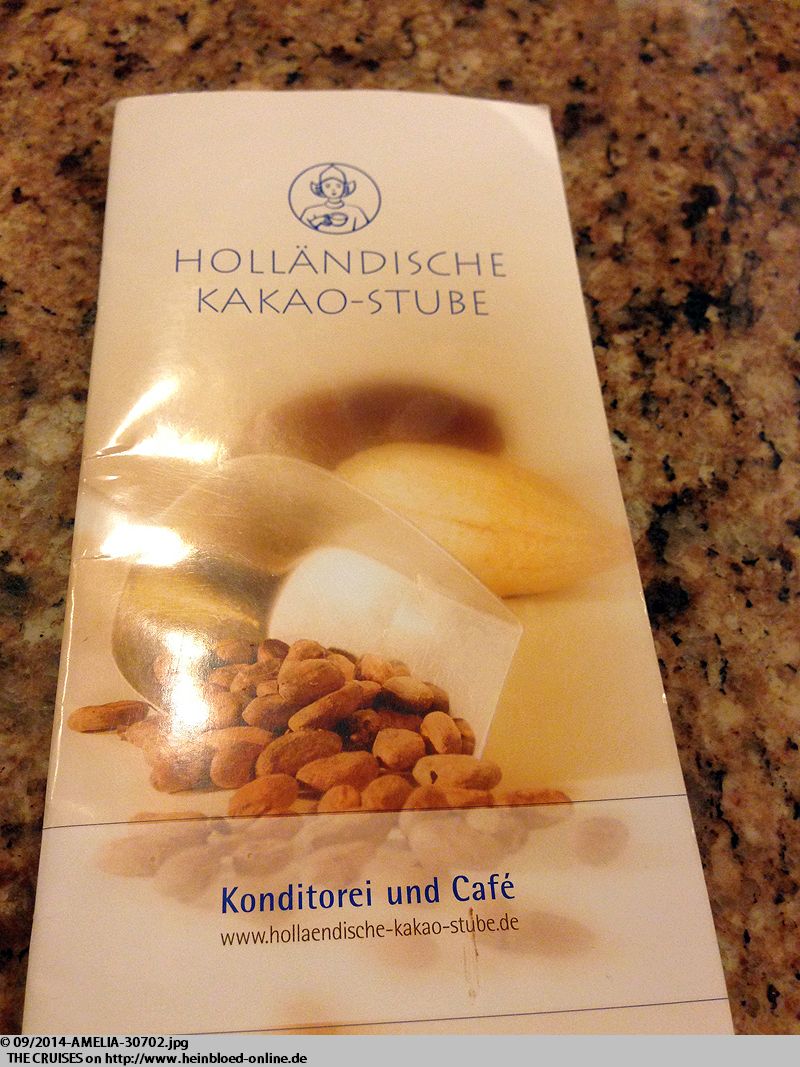 HOLLÄNDISCHE
KAKAO-STUBE
Konditorei und Café
www.hollaendische-kakao-stube.de
© 09/2014-AMELIA-30702.jpg
THE CRUISES on http://www.heinbloed-online.de